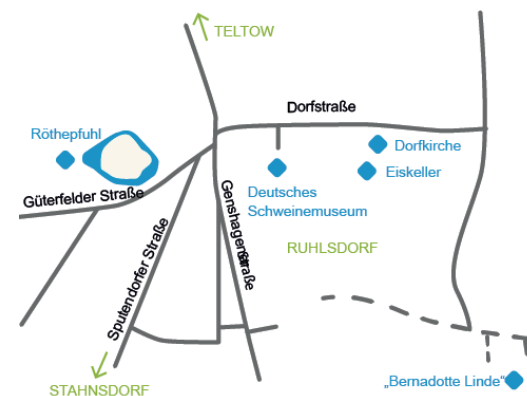 TELTOW
Dorfstraße
Röthepfuhl
Dorfkirche
Eiskeller
Deutsches
Schweinemuseum
Güterfelder Straße
Genshagener
Straße
RUHLSDORF
Sputendorfer Straße
STAHNSDORF
„Bernadotte Linde“